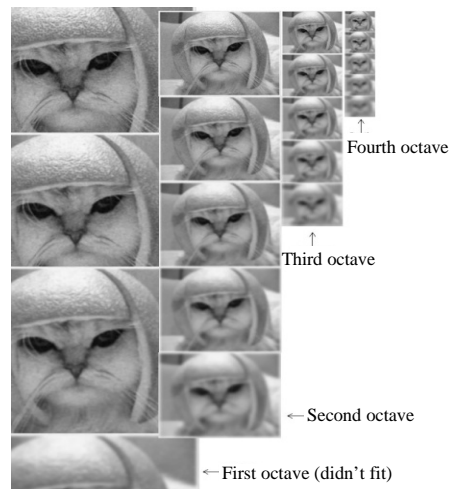 Fourth octave
Third octave
Second octave
First octave (didn't fit)